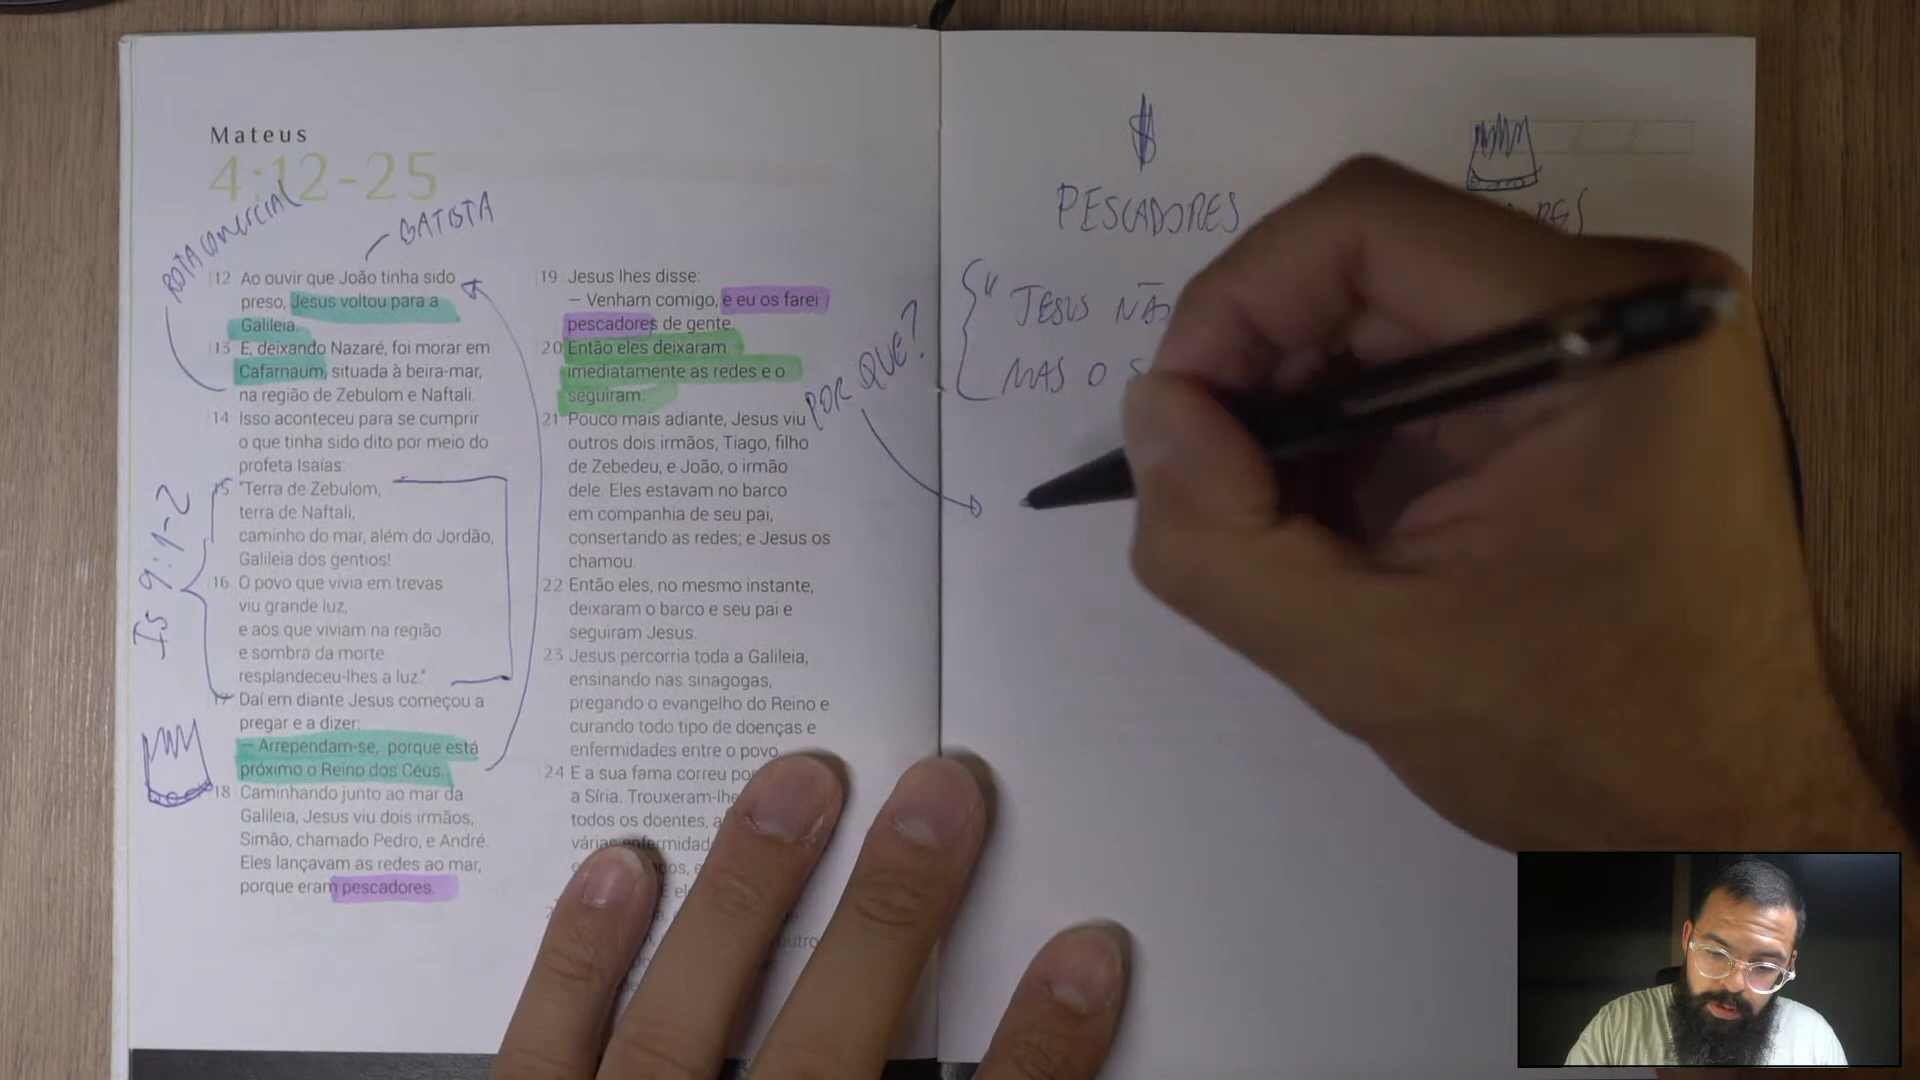 Mateus
4:12-25
ROTA COMERCIAL
BATISTA
12 Ao ouvir que João tinha sido
preso, Jesus voltou para a
Galileia.
13 E, deixando Nazaré, foi morar em
Cafarnaum, situada à beira-mar,
na região de Zebulom e Naftali.
14 Isso aconteceu para se cumprir
o que tinha sido dito por meio do
profeta Isaías:
15 "Terra de Zebulom,
terra de Naftali,
caminho do mar, além do Jordão,
Galileia dos gentios!
16 O povo que vivia em trevas
viu grande luz,
e aos que viviam na região
e sombra da morte
resplandeceu-lhes a luz."
17 Daí em diante Jesus começou a
pregar e a dizer:
— Arrependam-se, porque está
próximo o Reino dos Céus.
18 Caminhando junto ao mar da
Galileia, Jesus viu dois irmãos,
Simão, chamado Pedro, e André.
Eles lançavam as redes ao mar,
porque eram pescadores.
Is 9:1-2
19 Jesus lhes disse:
— Venham comigo, e eu os farei
pescadores de gente.
20 Então eles deixaram
imediatamente as redes e o
seguiram.
21 Pouco mais adiante, Jesus viu
outros dois irmãos, Tiago, filho
de Zebedeu, e João, o irmão
dele. Eles estavam no barco
em companhia de seu pai,
consertando as redes; e Jesus os
chamou.
22 Então eles, no mesmo instante,
deixaram o barco e seu pai e
seguiram Jesus.
23 Jesus percorria toda a Galileia,
ensinando nas sinagogas,
pregando o evangelho do Reino e
curando todo tipo de doenças e
enfermidades entre o povo.
24 E a sua fama correu por
a Síria. Trouxeram-lhe
todos os doentes,
várias
POR QUE?
$
PESCADORES
" JESUS NÃO
MAS O